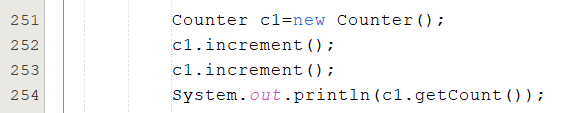 251 Counter c1=new Counter();
252 c1.increment();
253 c1.increment();
254 System.out.println(c1.getCount());